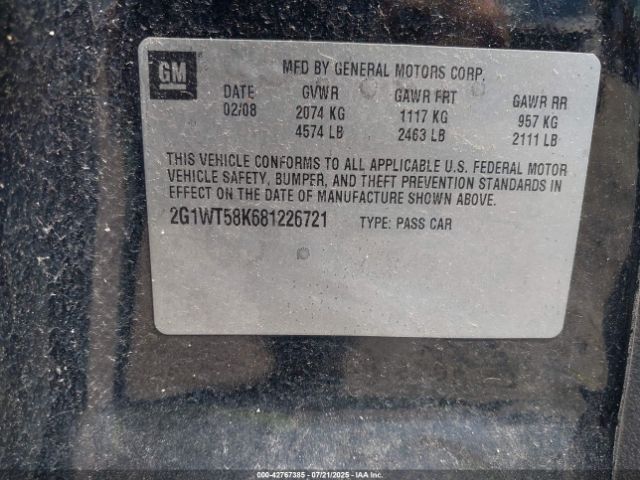 GM
MFD BY GENERAL MOTORS CORP.
DATE GVWR GAWR FRT GAWR RR
02/08 2074 KG 1117 KG 957 KG
4574 LB 2463 LB 2111 LB
THIS VEHICLE CONFORMS TO ALL APPLICABLE U.S. FEDERAL MOTOR
VEHICLE SAFETY, BUMPER, AND THEFT PREVENTION STANDARDS IN
EFFECT ON THE DATE OF MANUFACTURE SHOWN ABOVE.
2G1WT58K681226721 TYPE: PASS CAR
000-42767385 - 07/21/2025 - IAA Inc.